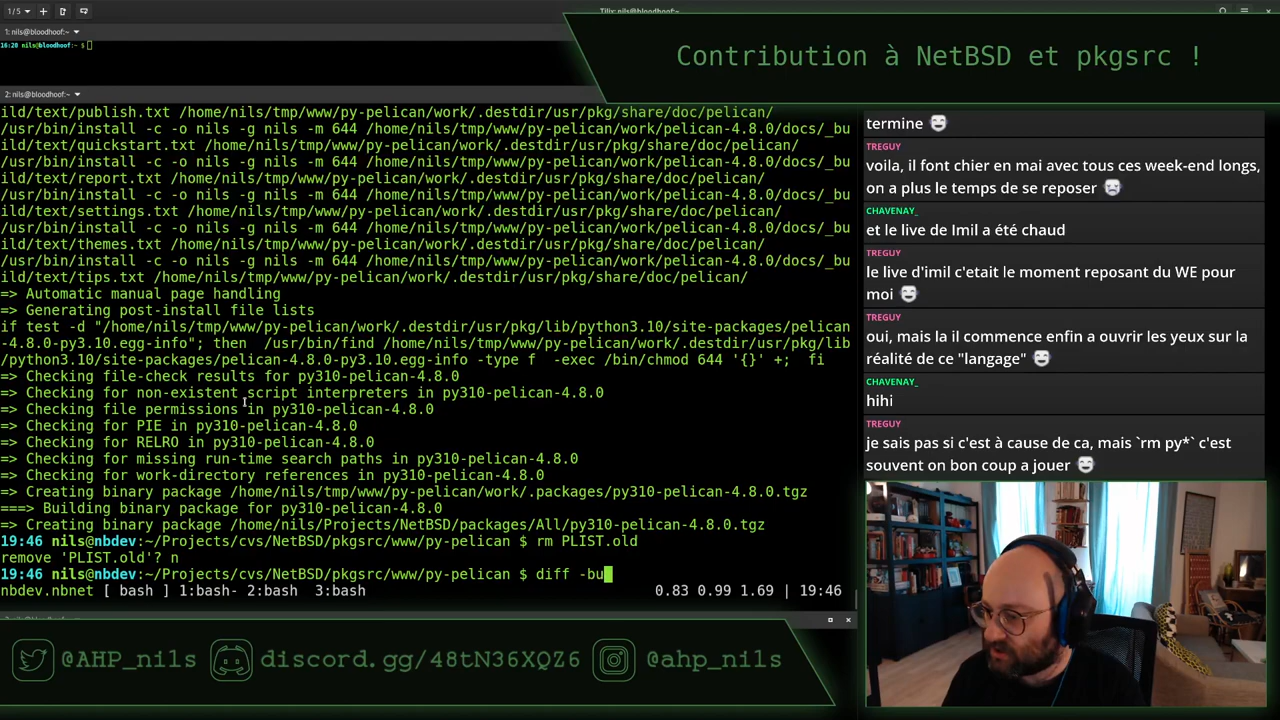 1/5
Tilix: nils@bloodhoof:~
1: nils@bloodhoof:~
16:20 nils@bloodhoof:~ $
Contribution à NetBSD et pkgsrc !
2: nils@bloodhoof:~
ild/text/publish.txt /home/nils/tmp/www/py-pelican/work/.destdir/usr/pkg/share/doc/pelican/
/usr/bin/install -c -o nils -g nils -m 644 /home/nils/tmp/www/py-pelican/work/pelican-4.8.0/docs/_bu
ild/text/quickstart.txt /home/nils/tmp/www/py-pelican/work/.destdir/usr/pkg/share/doc/pelican/
/usr/bin/install -c -o nils -g nils -m 644 /home/nils/tmp/www/py-pelican/work/pelican-4.8.0/docs/_bu
ild/text/report.txt /home/nils/tmp/www/py-pelican/work/.destdir/usr/pkg/share/doc/pelican/
/usr/bin/install -c -o nils -g nils -m 644 /home/nils/tmp/www/py-pelican/work/pelican-4.8.0/docs/_bu
ild/text/settings.txt /home/nils/tmp/www/py-pelican/work/.destdir/usr/pkg/share/doc/pelican/
/usr/bin/install -c -o nils -g nils -m 644 /home/nils/tmp/www/py-pelican/work/pelican-4.8.0/docs/_bu
ild/text/themes.txt /home/nils/tmp/www/py-pelican/work/.destdir/usr/pkg/share/doc/pelican/
/usr/bin/install -c -o nils -g nils -m 644 /home/nils/tmp/www/py-pelican/work/pelican-4.8.0/docs/_bu
ild/text/tips.txt /home/nils/tmp/www/py-pelican/work/.destdir/usr/pkg/share/doc/pelican/
=> Automatic manual page handling
=> Generating post-install file lists
if test -d "/home/nils/tmp/www/py-pelican/work/.destdir/usr/pkg/lib/python3.10/site-packages/pelican
-4.8.0-py3.10.egg-info"; then  /usr/bin/find /home/nils/tmp/www/py-pelican/work/.destdir/usr/pkg/lib
/python3.10/site-packages/pelican-4.8.0-py3.10.egg-info -type f  -exec /bin/chmod 644 '{}' +;  fi
=> Checking file-check results for py310-pelican-4.8.0
=> Checking for non-existent script interpreters in py310-pelican-4.8.0
=> Checking file permissions in py310-pelican-4.8.0
=> Checking for PIE in py310-pelican-4.8.0
=> Checking for RELRO in py310-pelican-4.8.0
=> Checking for missing run-time search paths in py310-pelican-4.8.0
=> Checking for work-directory references in py310-pelican-4.8.0
=> Creating binary package /home/nils/tmp/www/py-pelican/work/.packages/py310-pelican-4.8.0.tgz
===> Building binary package for py310-pelican-4.8.0
=> Creating binary package /home/nils/Projects/NetBSD/packages/All/py310-pelican-4.8.0.tgz
19:46 nils@nbdev:~/Projects/cvs/NetBSD/pkgsrc/www/py-pelican $ rm PLIST.old
remove 'PLIST.old'? n
19:46 nils@nbdev:~/Projects/cvs/NetBSD/pkgsrc/www/py-pelican $ diff -bu
nbdev.nbnet [ bash ] 1:bash- 2:bash  3:bash 0.83 0.99 1.69 | 19:46
termine
TREGUY
voila, il font chier en mai avec tous ces week-end longs,
on a plus le temps de se reposer
CHAVENAY_
et le live de Imil a été chaud
TREGUY
le live d'imil c'etait le moment reposant du WE pour
moi
TREGUY
oui, mais la il commence enfin a ouvrir les yeux sur la
réalité de ce "langage"
CHAVENAY_
hihi
TREGUY
je sais pas si c'est à cause de ca, mais `rm py*` c'est
souvent on bon coup a jouer
@AHP_nils
discord.gg/48tN36XQZ6
@ahp_nils